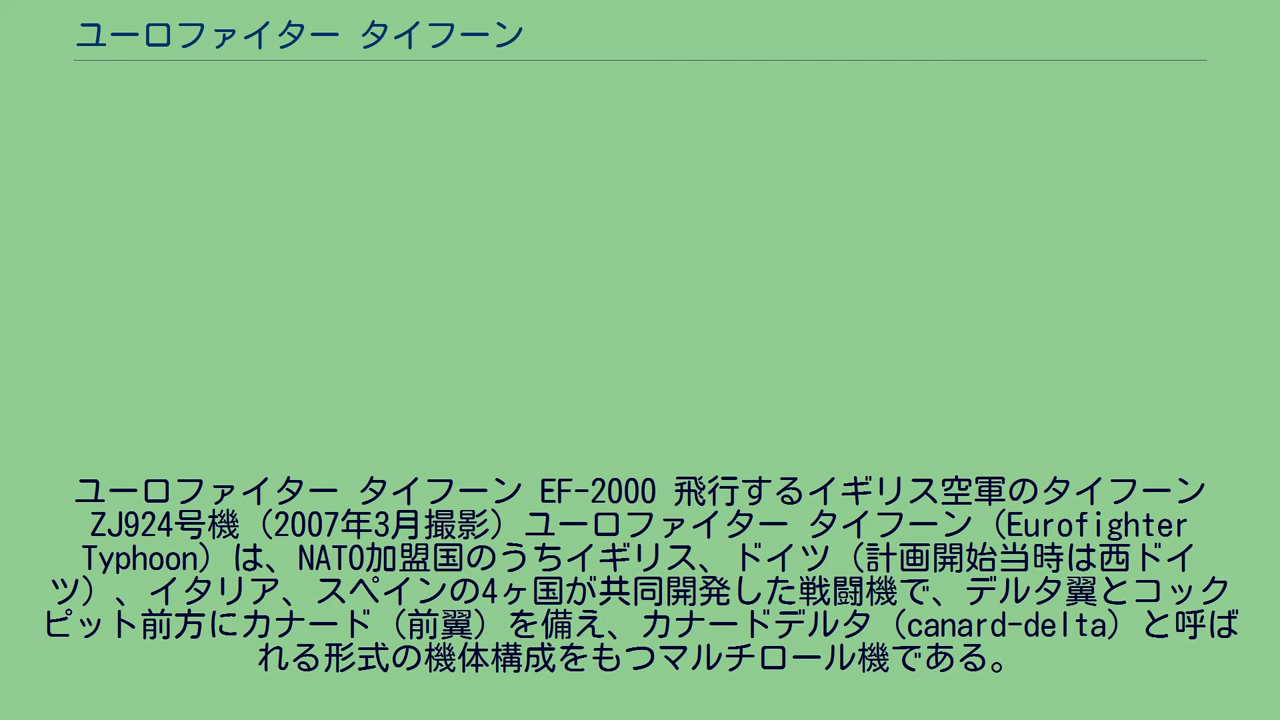 ユーロファイター タイフーン
ユーロファイター タイフーン EF-2000 飛行するイギリス空軍のタイフーン
ZJ924号機（2007年3月撮影）ユーロファイター タイフーン（Eurofighter
Typhoon）は、NATO加盟国のうちイギリス、ドイツ（計画開始当時は西ドイ
ツ）、イタリア、スペインの4ヶ国が共同開発した戦闘機で、デルタ翼とコック
ピット前方にカナード（前翼）を備え、カナードデルタ（canard-delta）と呼ば
れる形式の機体構成をもつマルチロール機である。